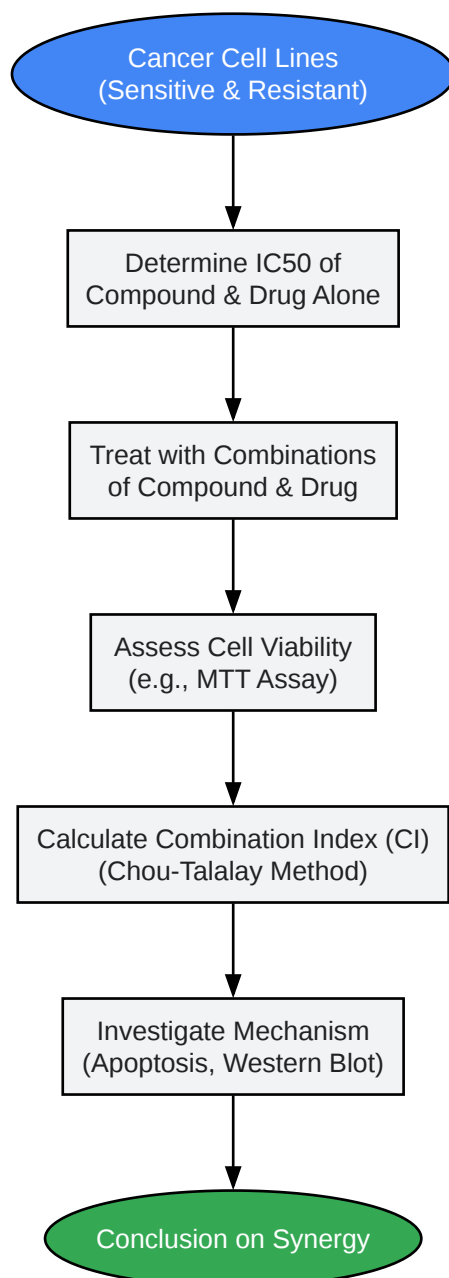 Cancer Cell Lines
(Sensitive & Resistant)
Determine IC50 of
Compound & Drug Alone
Treat with Combinations
of Compound & Drug
Assess Cell Viability
(e.g., MTT Assay)
Calculate Combination Index (CI)
(Chou-Talalay Method)
Investigate Mechanism
(Apoptosis, Western Blot)
Conclusion on Synergy